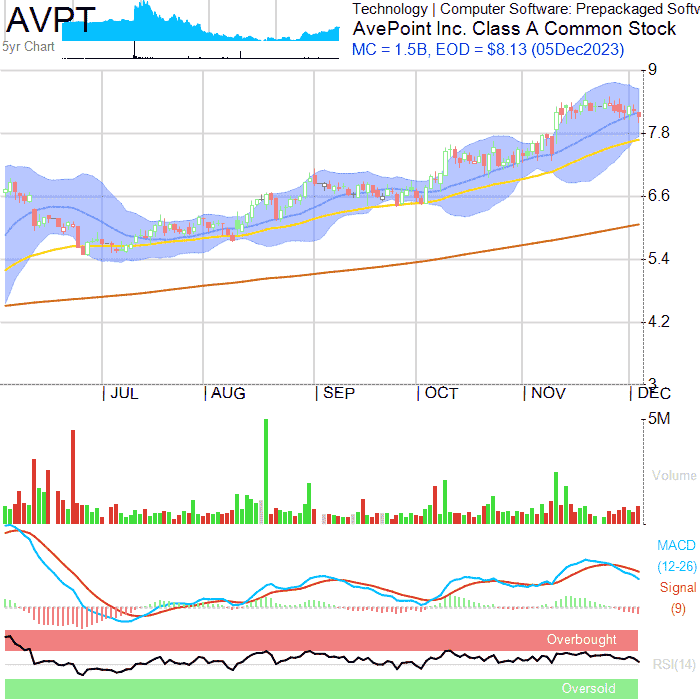 AVPT
5yr Chart
Technology | Computer Software: Prepackaged Softw
AvePoint Inc. Class A Common Stock
MC = 1.5B, EOD = $8.13 (05Dec2023)
9
7.8
6.6
5.4
4.2
3
JUL AUG SEP OCT NOV DEC
5M
Volume
MACD
(12-26)
Signal
(9)
Overbought
RSI(14)
Oversold